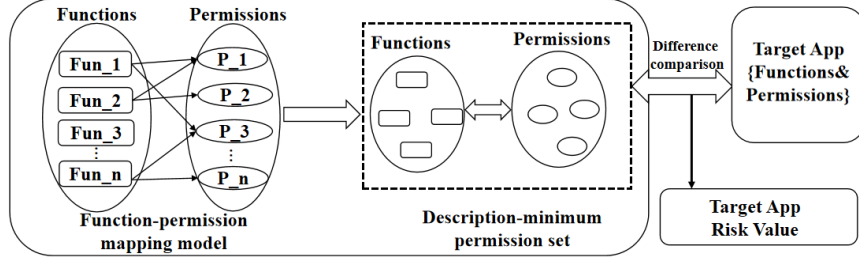 Functions
Permissions
Fun_1
Fun_2
Fun_3
⋮
Fun_n
P_1
P_2
P_3
⋮
P_n
Function-permission
mapping model
Functions
Permissions
Description-minimum
permission set
Difference
comparison
Target App
{Functions&
Permissions}
Target App
Risk Value